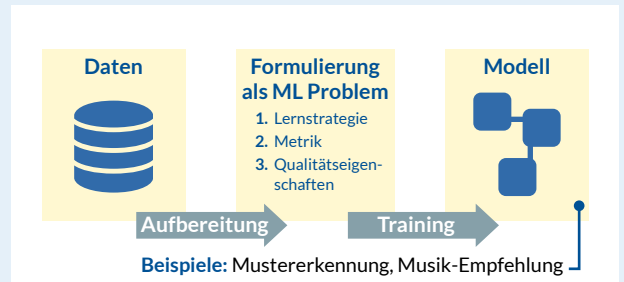 Daten
Formulierung
als ML Problem
1. Lernstrategie
2. Metrik
3. Qualitätseigen-
schaften
Modell
Aufbereitung
Training
Beispiele: Mustererkennung, Musik-Empfehlung